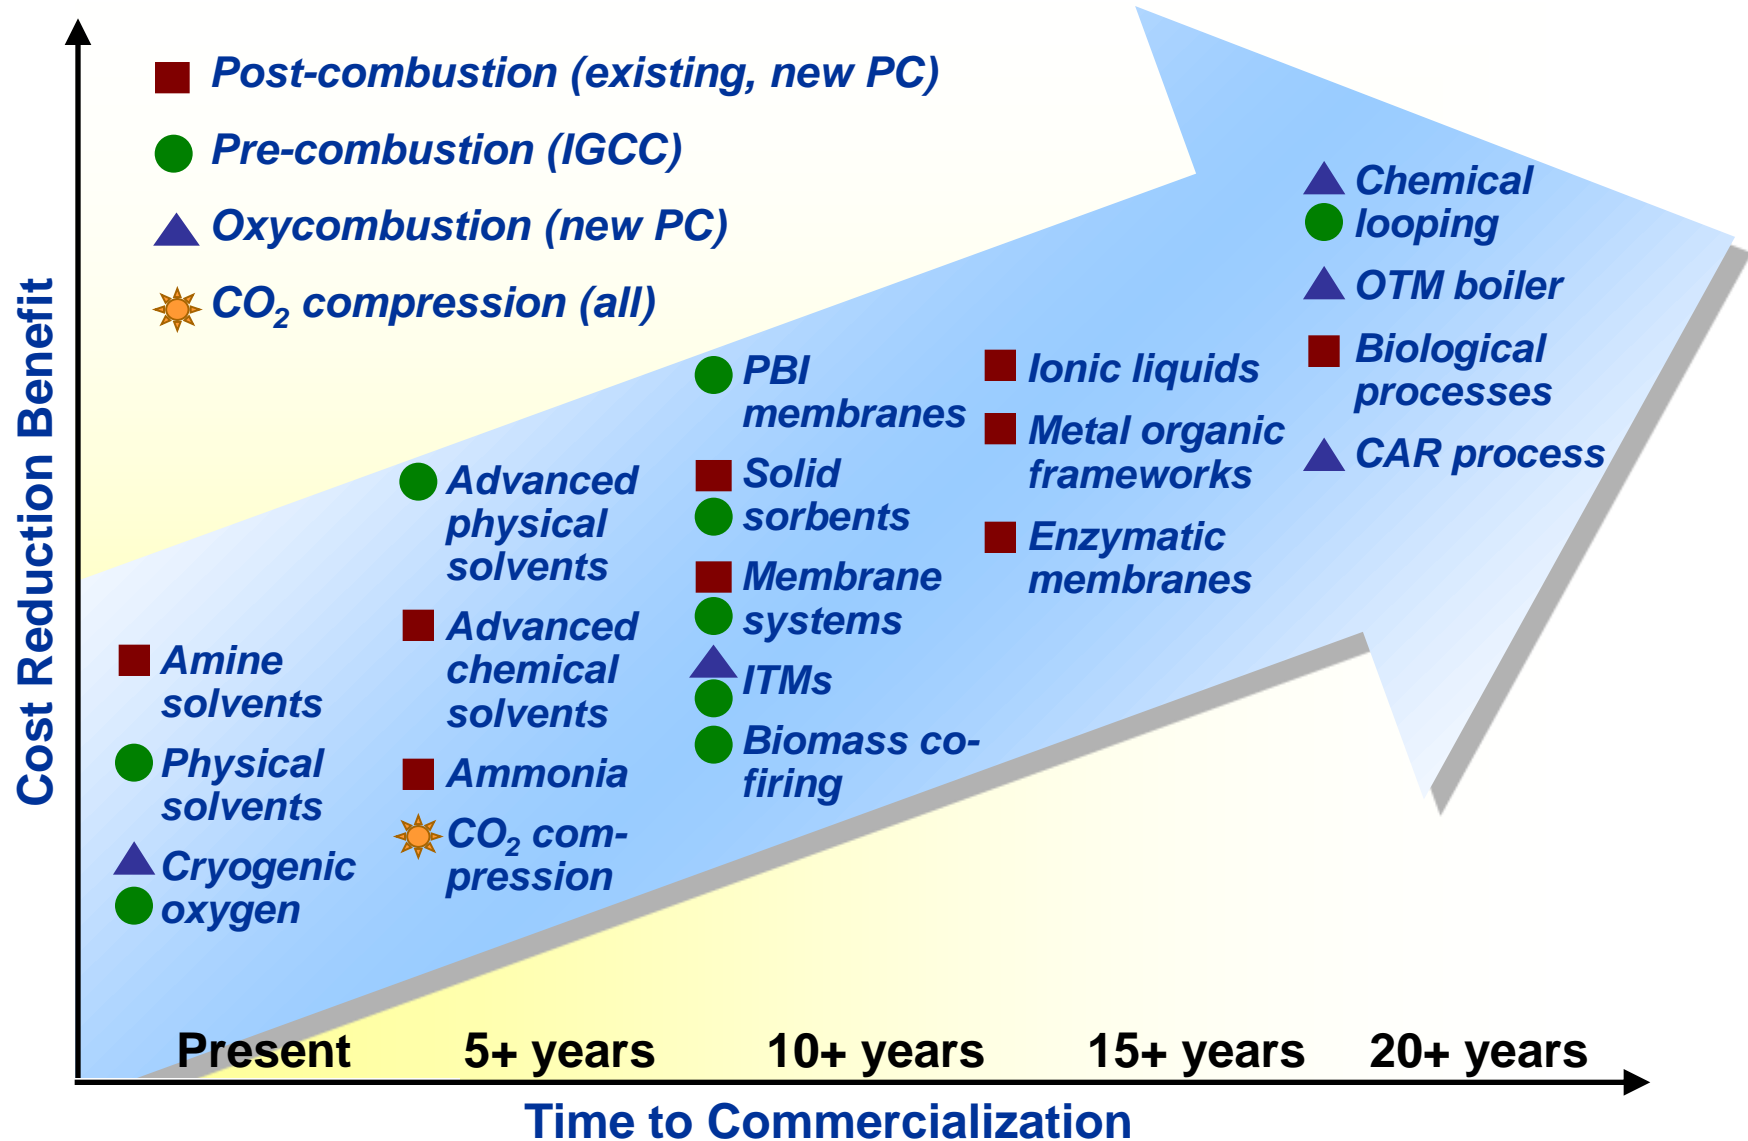 Post-combustion (existing, new PC)
Pre-combustion (IGCC)
Oxycombustion (new PC)
CO2 compression (all)
Cost Reduction Benefit
Amine
solvents
Physical
solvents
Cryogenic
oxygen
Advanced
physical
solvents
Advanced
chemical
solvents
Ammonia
CO2 com-
pression
PBI
membranes
Solid
sorbents
Membrane
systems
ITMs
Biomass co-
firing
Ionic liquids
Metal organic
frameworks
Enzymatic
membranes
Chemical
looping
OTM boiler
Biological
processes
CAR process
Present
5+ years
10+ years
15+ years
20+ years
Time to Commercialization